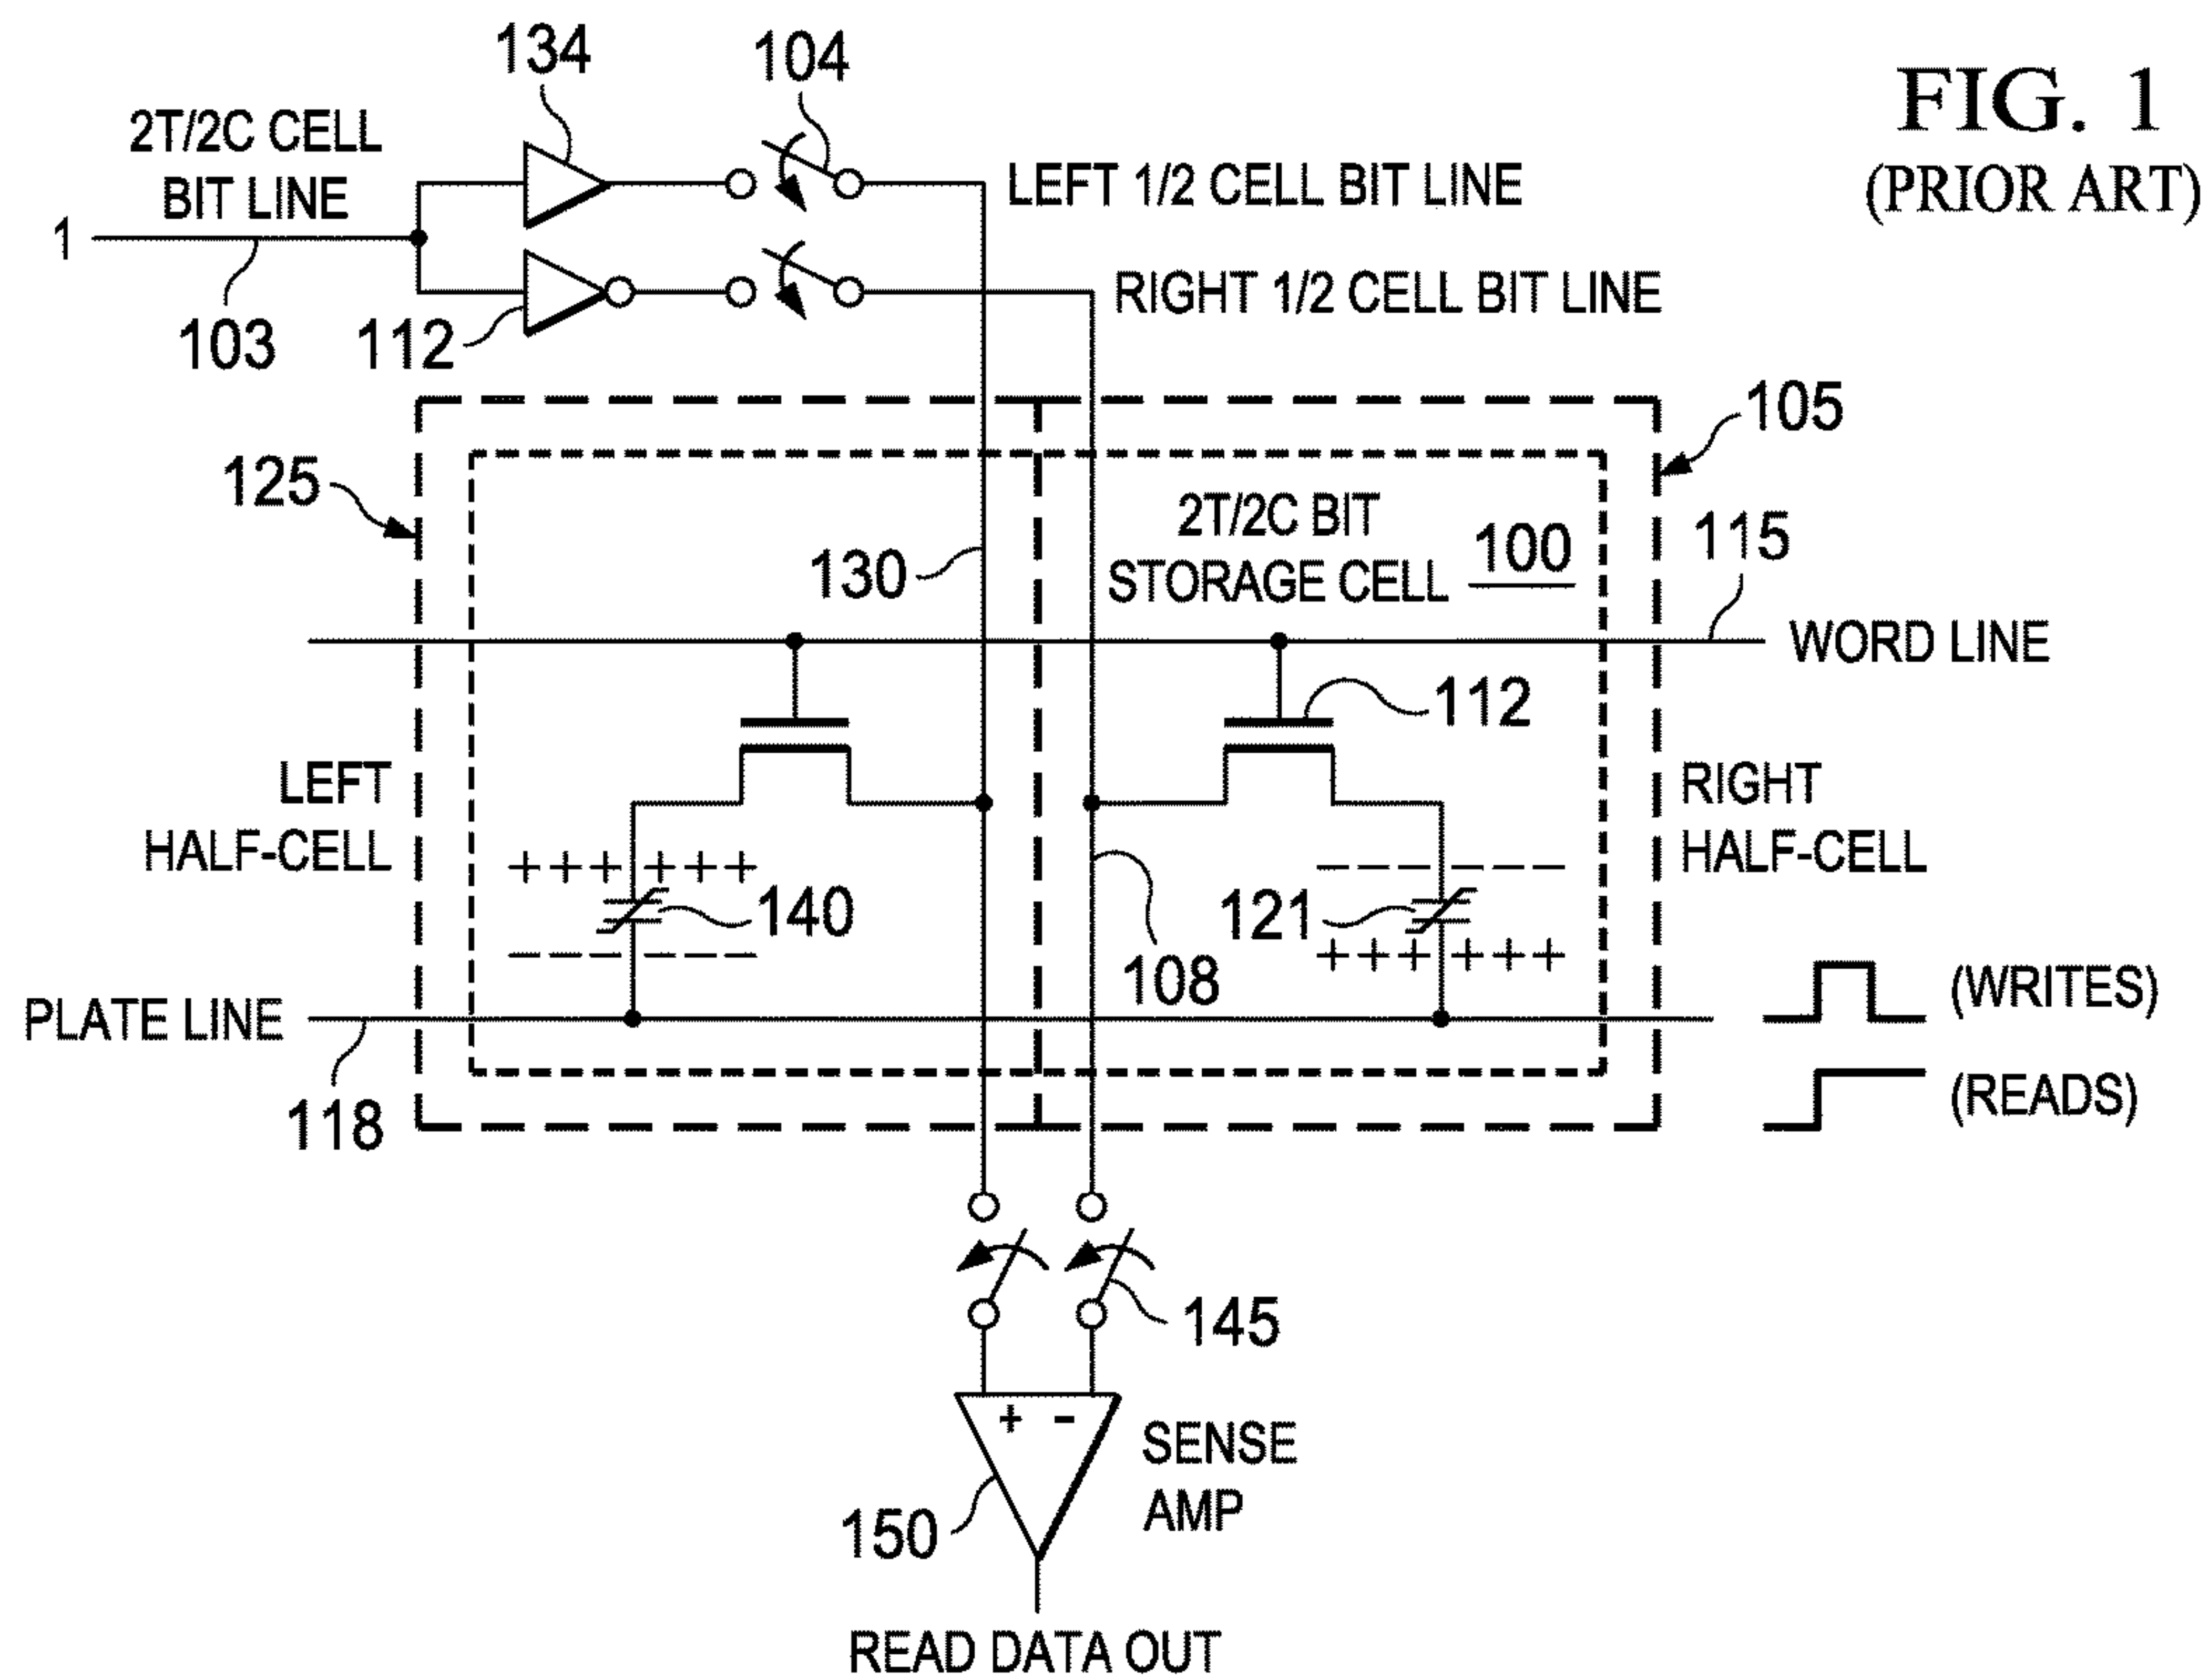 134
104
FIG. 1
(PRIOR ART)
2T/2C CELL
BIT LINE
1
LEFT 1/2 CELL BIT LINE
RIGHT 1/2 CELL BIT LINE
103
112
105
125
2T/2C BIT
STORAGE CELL 100
130
115
WORD LINE
112
LEFT
HALF-CELL
RIGHT
HALF-CELL
+ + + + + +
− − − − − −
140
121
− − − − − −
+ + + + + +
108
PLATE LINE
(WRITES)
118
(READS)
145
+ −
SENSE
AMP
150
READ DATA OUT